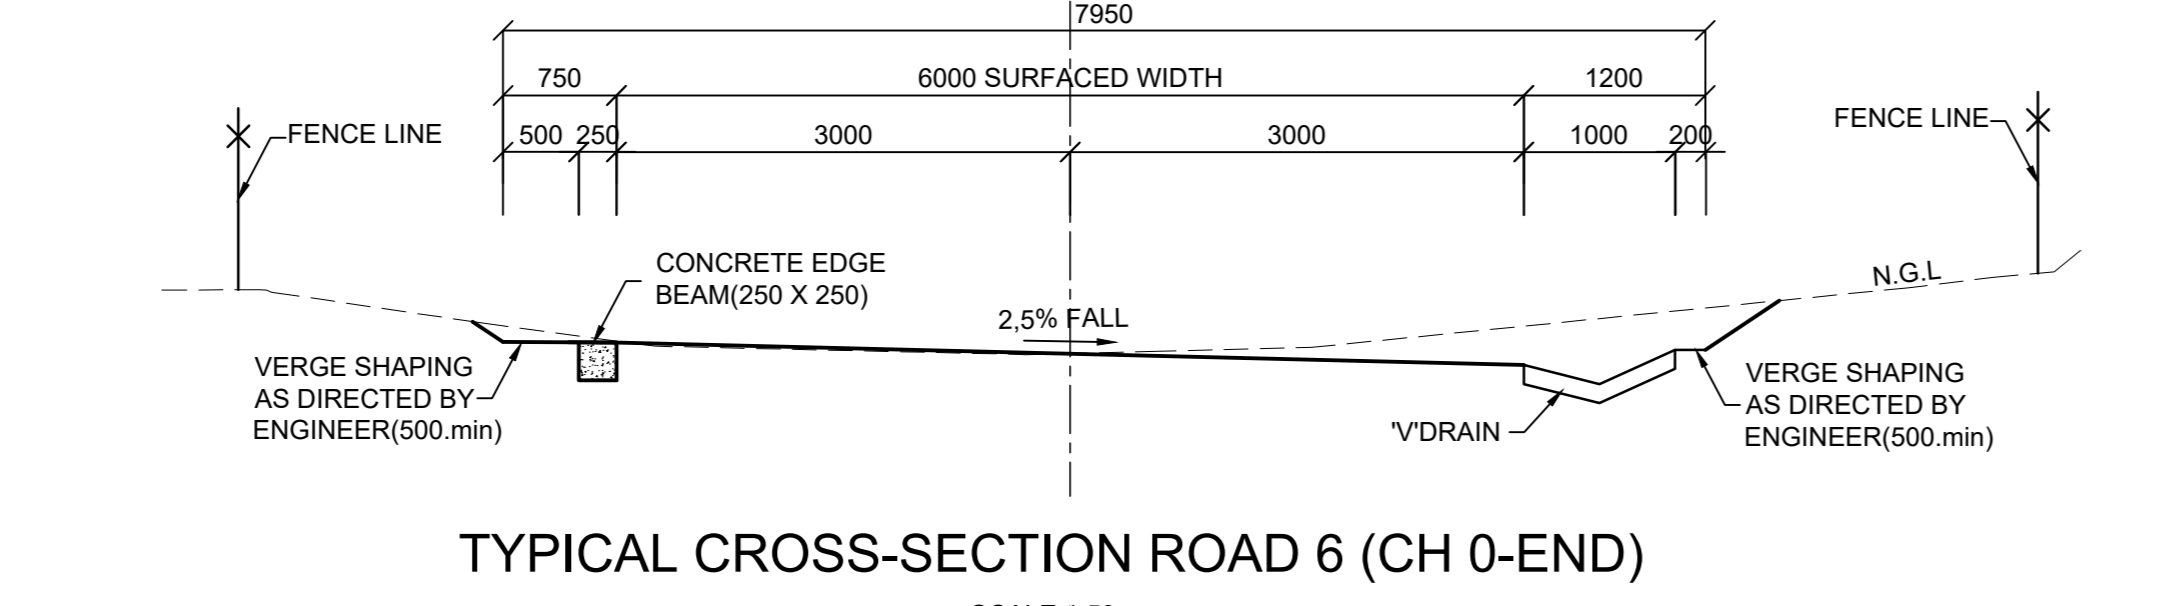 7950
750
6000 SURFACED WIDTH
1200
500
250
3000
3000
1000
200
FENCE LINE
FENCE LINE
CONCRETE EDGE
BEAM(250 X 250)
2,5% FALL
N.G.L
VERGE SHAPING
AS DIRECTED BY
ENGINEER(500.min)
'V'DRAIN
VERGE SHAPING
AS DIRECTED BY
ENGINEER(500.min)
TYPICAL CROSS-SECTION ROAD 6 (CH 0-END)